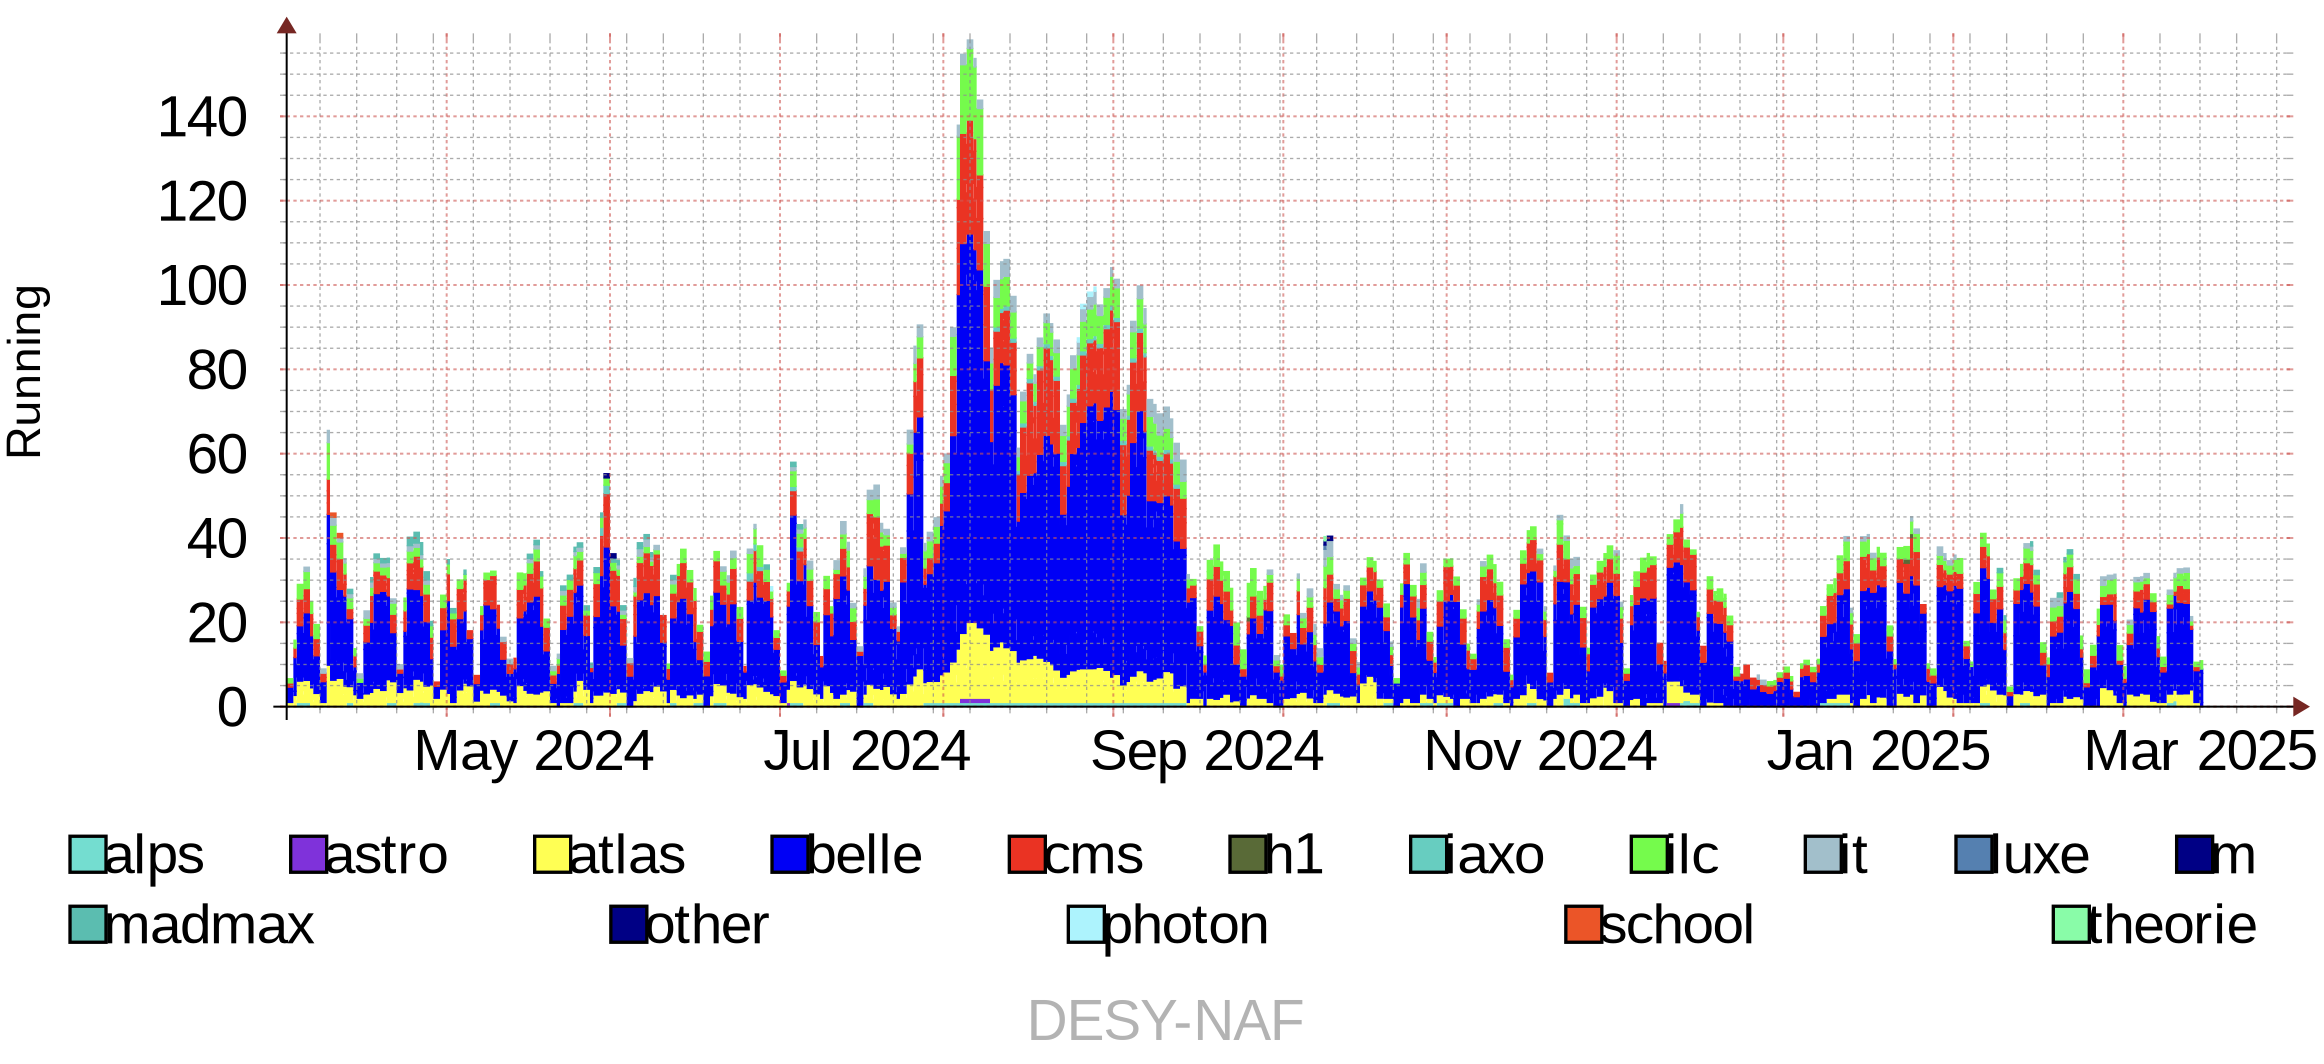 Running
140
120
100
80
60
40
20
0
May 2024 Jul 2024 Sep 2024 Nov 2024 Jan 2025 Mar 2025
alps astro atlas belle cms h1 iaxo ilc it luxe m
madmax other photon school theorie
DESY-NAF